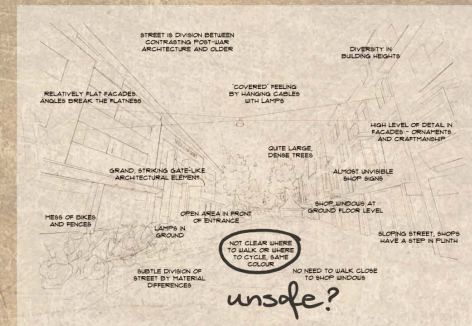 STREET IS DIVISION BETWEEN
CONTRASTING POST-WAR
ARCHITECTURE AND OLDER
DIVERSITY IN
BUILDING HEIGHTS
RELATIVELY FLAT FACADES.
ANGLES BREAK THE FLATNESS
'COVERED' FEELING
BY HANGING CABLES
WITH LAMPS
HIGH LEVEL OF DETAIL IN
FACADES - ORNAMENTS
AND CRAFTMANSHIP
QUITE LARGE,
DENSE TREES
GRAND, STRIKING GATE-LIKE
ARCHITECTURAL ELEMENT
ALMOST UNVISIBLE
SHOP SIGNS
SHOP WINDOWS AT
GROUND FLOOR LEVEL
MESS OF BIKES
AND FENCES
OPEN AREA IN FRONT
OF ENTRANCE
LAMPS IN
GROUND
SLOPING STREET, SHOPS
HAVE A STEP IN PLINTH
NOT CLEAR WHERE
TO WALK OR WHERE
TO CYCLE, SAME
COLOUR
SUBTLE DIVISION OF
STREET BY MATERIAL
DIFFERENCES
NO NEED TO WALK CLOSE
TO SHOP WINDOWS
unsafe?